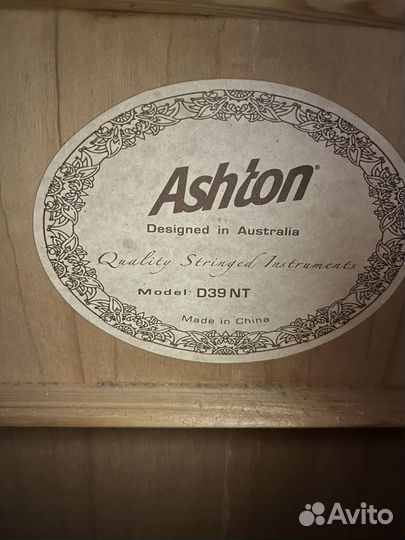 Ashton®
Designed in Australia
Quality Stringed Instruments
Model: D39 NT
Made in China
Avito